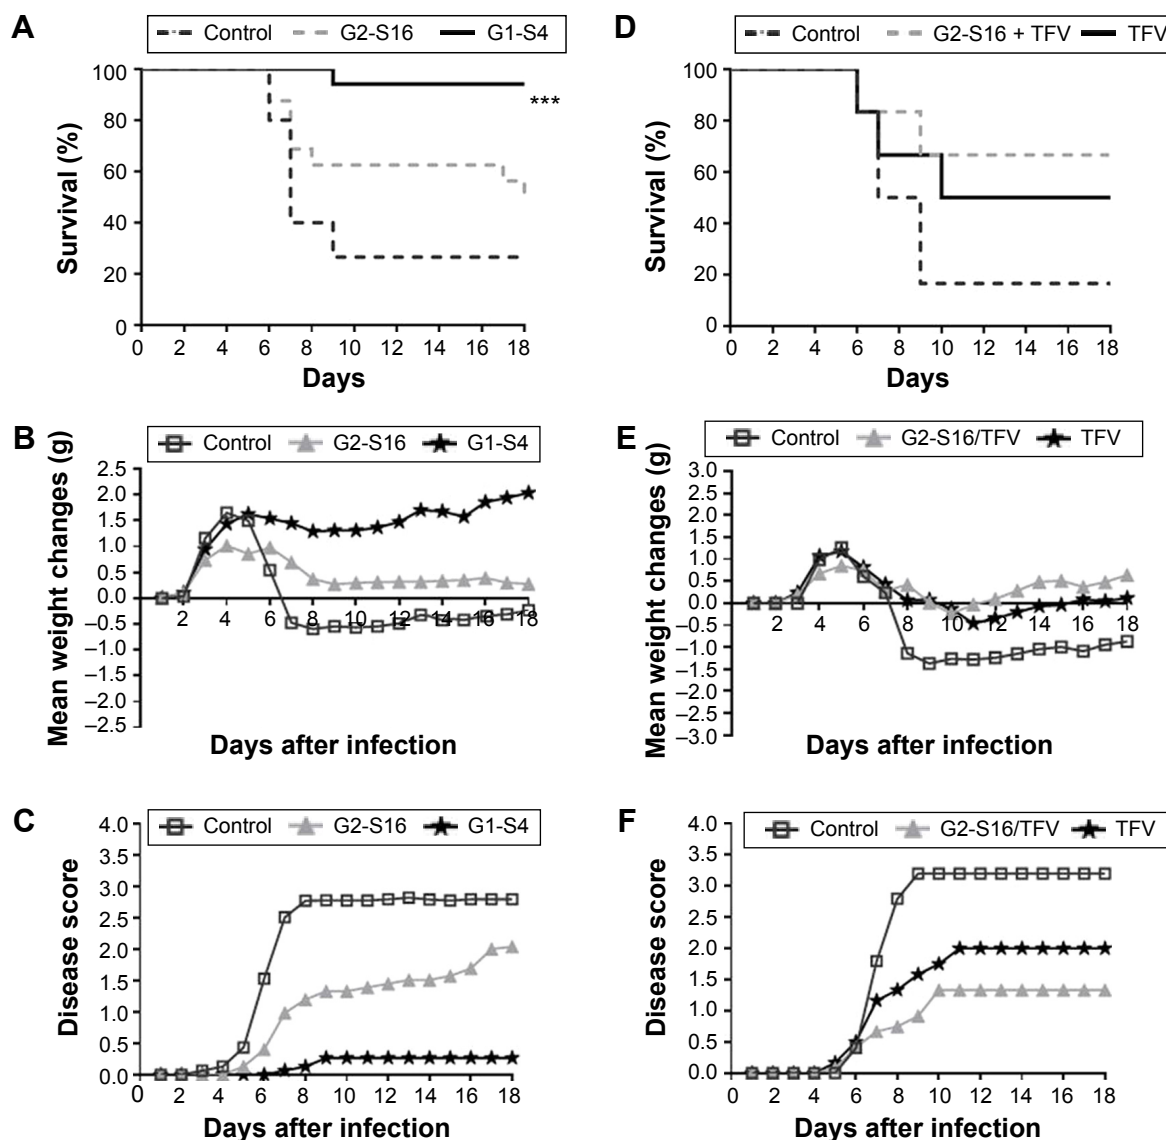 A
Control G2-S16 G1-S4
Survival (%)
100
80
60
40
20
0
***
0 2 4 6 8 10 12 14 16 18
Days
D
Control G2-S16 + TFV TFV
Survival (%)
100
80
60
40
20
0
0 2 4 6 8 10 12 14 16 18
Days
B
Control G2-S16 G1-S4
Mean weight changes (g)
2.5
2.0
1.5
1.0
0.5
0.0
–0.5
–1.0
–1.5
–2.0
–2.5
2 4 6 8 10 12 14 16 18
Days after infection
E
Control G2-S16/TFV TFV
Mean weight changes (g)
3.0
2.5
2.0
1.5
1.0
0.5
0.0
–0.5
–1.0
–1.5
–2.0
–2.5
–3.0
2 4 6 8 10 12 14 16 18
Days after infection
C
Control G2-S16 G1-S4
Disease score
4.0
3.5
3.0
2.5
2.0
1.5
1.0
0.5
0.0
0 2 4 6 8 10 12 14 16 18
Days after infection
F
Control G2-S16/TFV TFV
Disease score
4.0
3.5
3.0
2.5
2.0
1.5
1.0
0.5
0.0
0 2 4 6 8 10 12 14 16 18
Days after infection